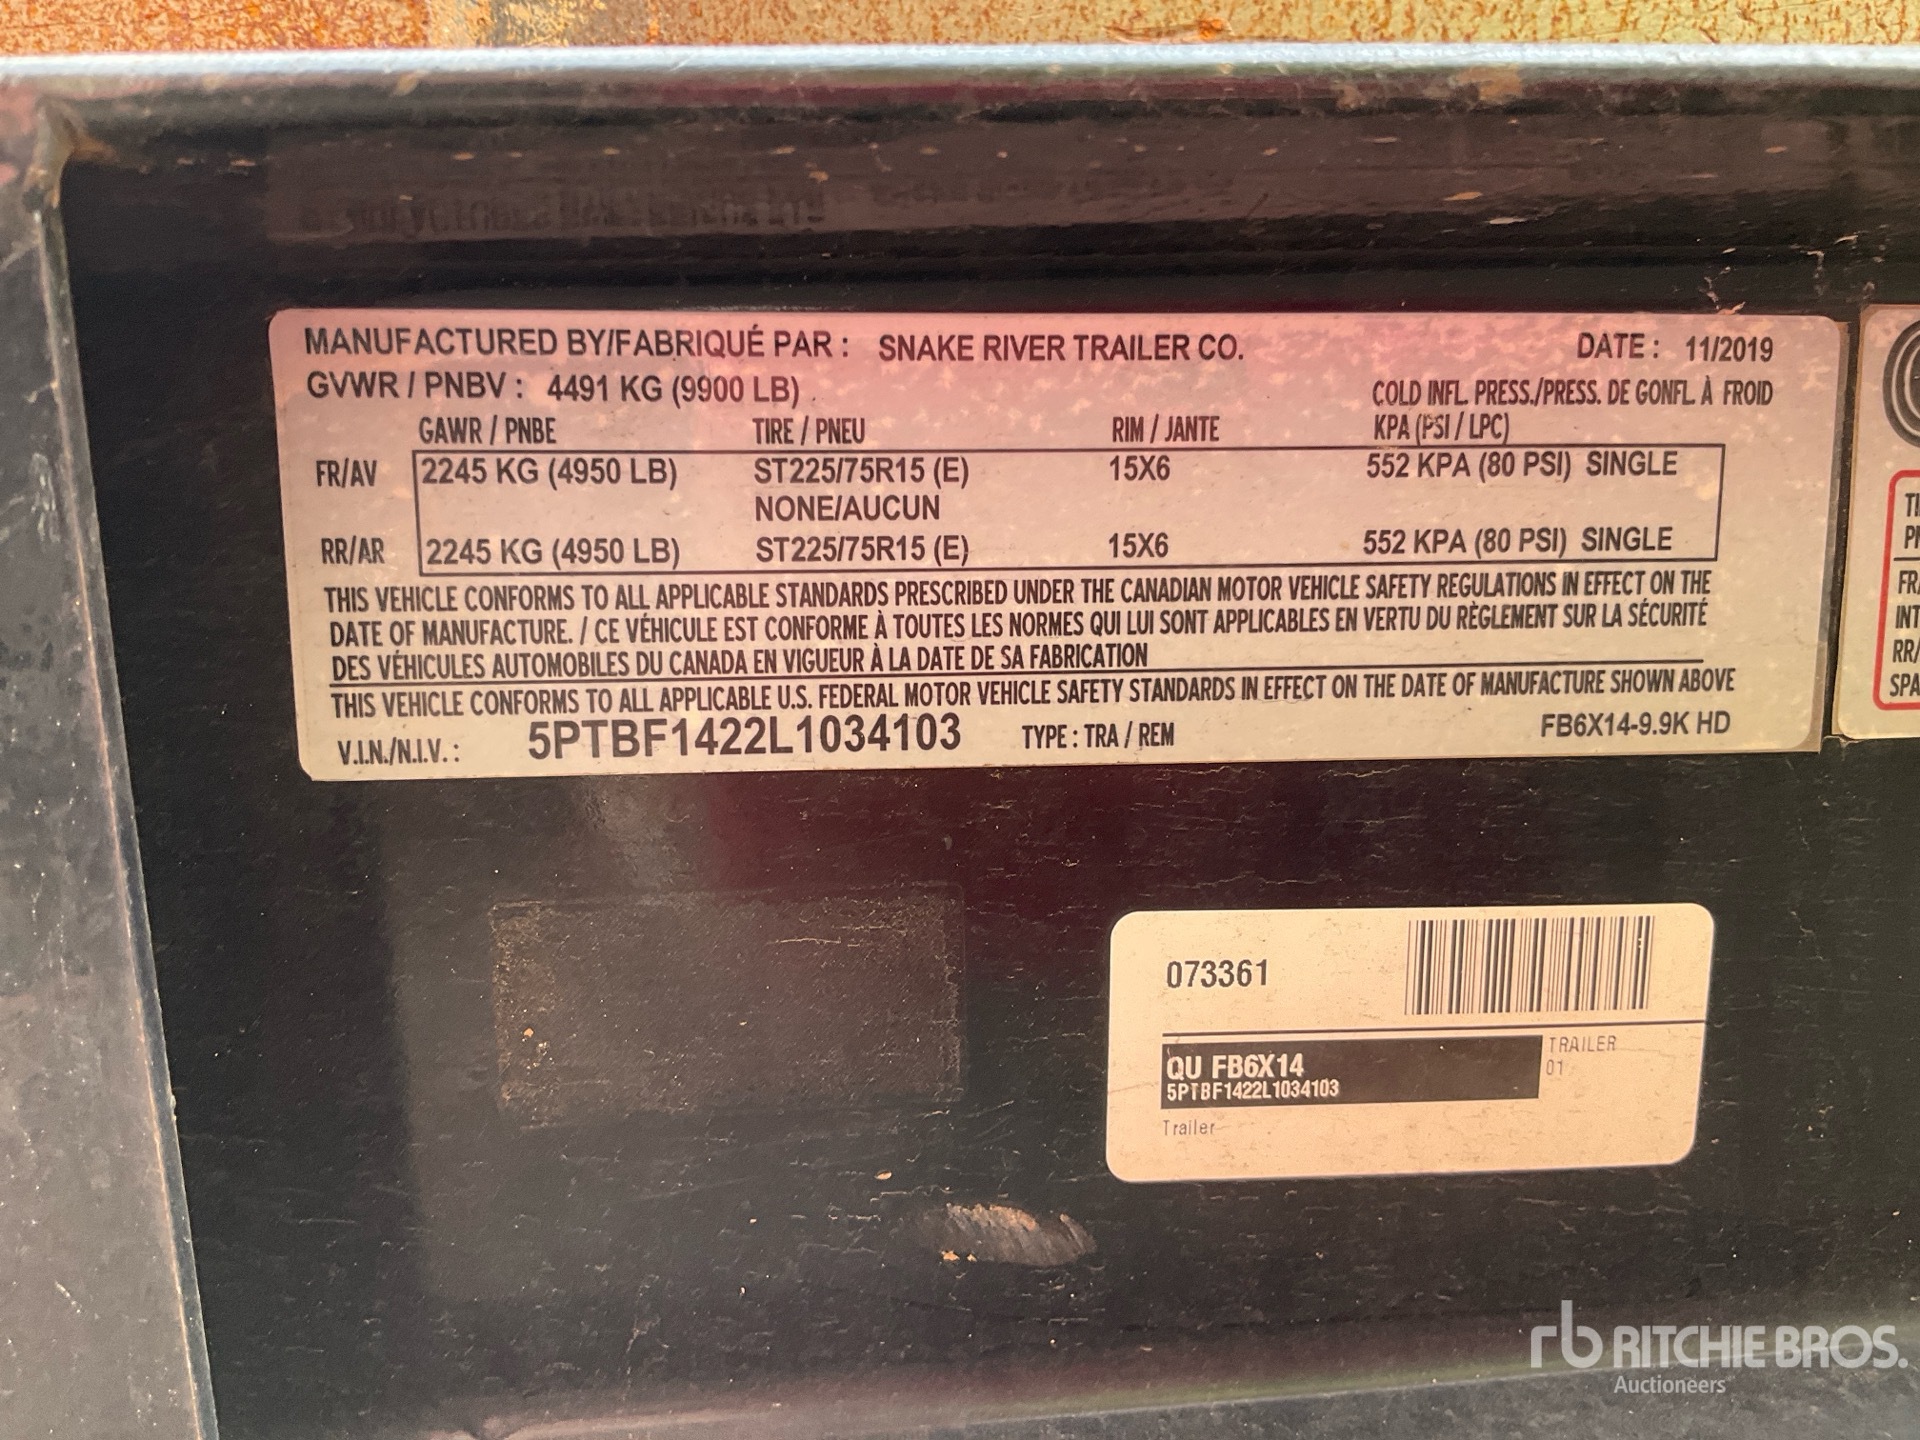 MANUFACTURED BY/FABRIQUÉ PAR : SNAKE RIVER TRAILER CO. DATE : 11/2019
GVWR / PNBV : 4491 KG (9900 LB)
COLD INFL. PRESS./PRESS. DE GONFL. À FROID
GAWR / PNBE TIRE / PNEU RIM / JANTE KPA (PSI / LPC)
FR/AV 2245 KG (4950 LB) ST225/75R15 (E) 15X6 552 KPA (80 PSI) SINGLE
NONE/AUCUN
RR/AR 2245 KG (4950 LB) ST225/75R15 (E) 15X6 552 KPA (80 PSI) SINGLE
THIS VEHICLE CONFORMS TO ALL APPLICABLE STANDARDS PRESCRIBED UNDER THE CANADIAN MOTOR VEHICLE SAFETY REGULATIONS IN EFFECT ON THE
DATE OF MANUFACTURE. / CE VÉHICULE EST CONFORME À TOUTES LES NORMES QUI LUI SONT APPLICABLES EN VERTU DU RÈGLEMENT SUR LA SÉCURITÉ
DES VÉHICULES AUTOMOBILES DU CANADA EN VIGUEUR À LA DATE DE SA FABRICATION
THIS VEHICLE CONFORMS TO ALL APPLICABLE U.S. FEDERAL MOTOR VEHICLE SAFETY STANDARDS IN EFFECT ON THE DATE OF MANUFACTURE SHOWN ABOVE
V.I.N./N.I.V. : 5PTBF1422L1034103 TYPE : TRA / REM FB6X14-9.9K HD
FRA
INT
RR/
SPA
073361
QU FB6X14
5PTBF1422L1034103
TRAILER
01
Trailer
rb RITCHIE BROS.
Auctioneers